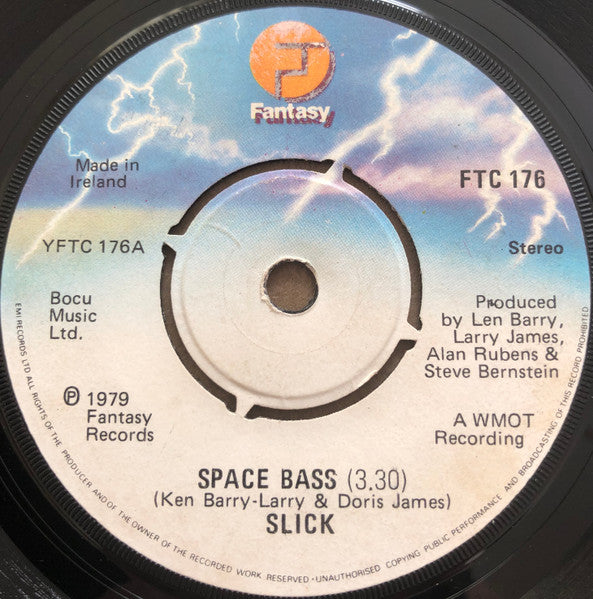 Fantasy
Made in
Ireland
FTC 176
YFTC 176A
Stereo
Bocu
Music
Ltd.
Produced
by Len Barry,
Larry James,
Alan Rubens &
Steve Bernstein
℗ 1979
Fantasy
Records
A WMOT
Recording
SPACE BASS (3.30)
(Ken Barry-Larry & Doris James)
SLICK
EMI RECORDS LTD ALL RIGHTS OF THE PRODUCER AND OF THE OWNER OF THE RECORDED WORK RESERVED · UNAUTHORISED COPYING PUBLIC PERFORMANCE AND BROADCASTING OF THIS RECORD PROHIBITED